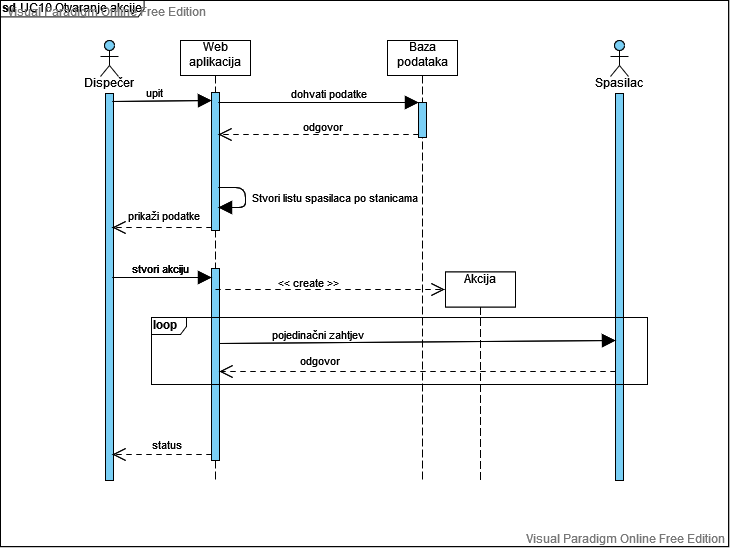 sd UC10 Otvaranje akcije
Visual Paradigm Online Free Edition
Web
aplikacija
Baza
podataka
Dispečer
Spasilac
upit
dohvati podatke
odgovor
Stvori listu spasilaca po stanicama
prikaži podatke
stvori akciju
<< create >>
Akcija
loop
pojedinačni zahtjev
odgovor
status
Visual Paradigm Online Free Edition